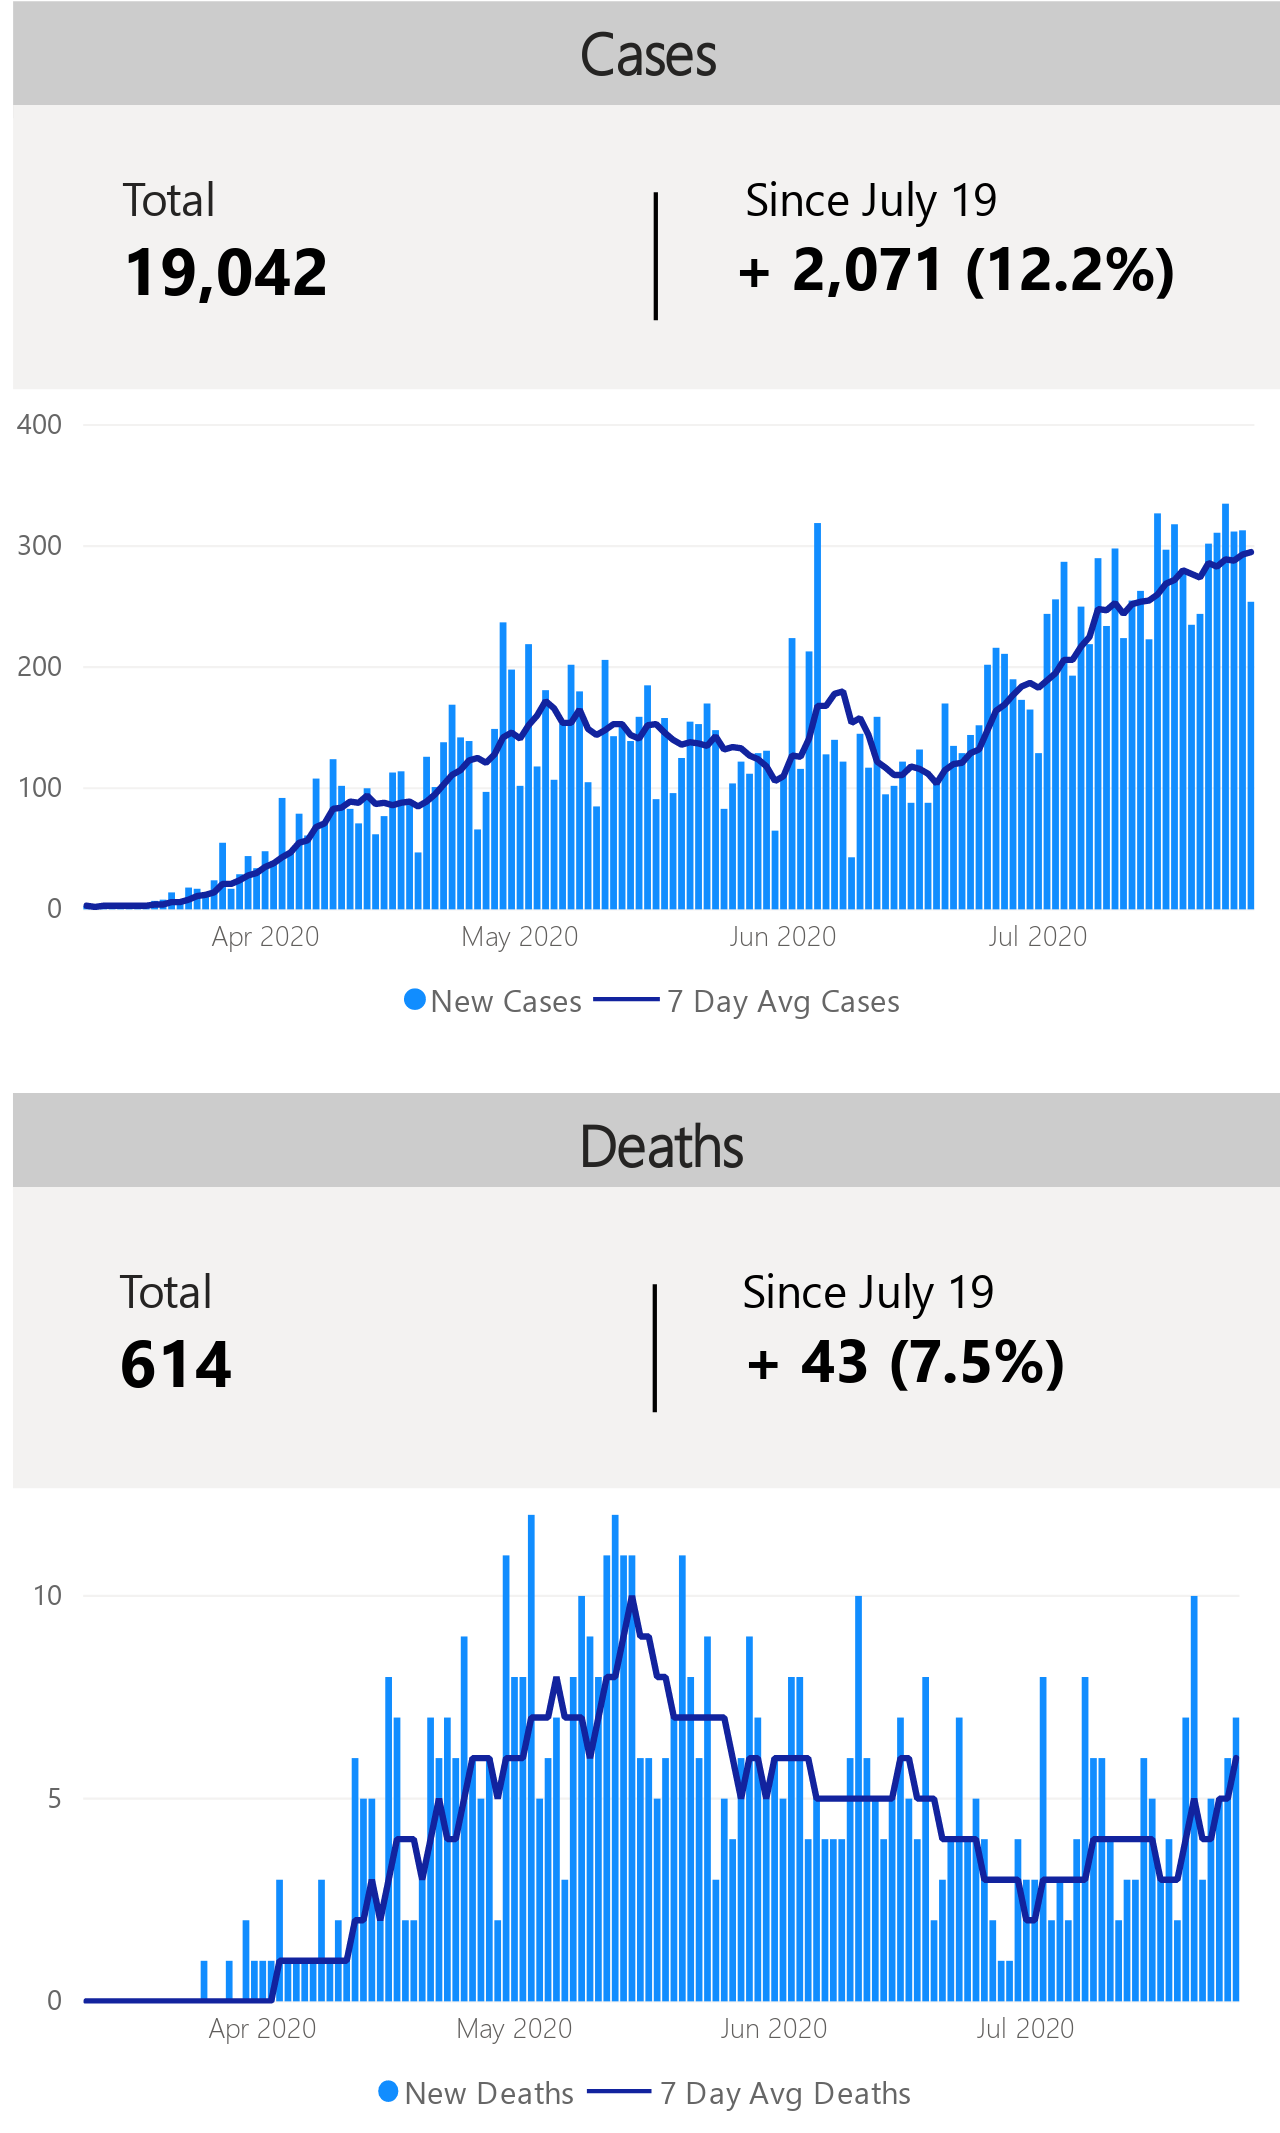 Cases
Total
Since July 19
19,042
+ 2,071 (12.2%)
400
300
200
100
0
Apr 2020
May 2020
Jun 2020
Jul 2020
New Cases
7 Day Avg Cases
Deaths
Total
Since July 19
614
+ 43 (7.5%)
10
5
0
Apr 2020
May 2020
Jun 2020
Jul 2020
New Deaths
7 Day Avg Deaths